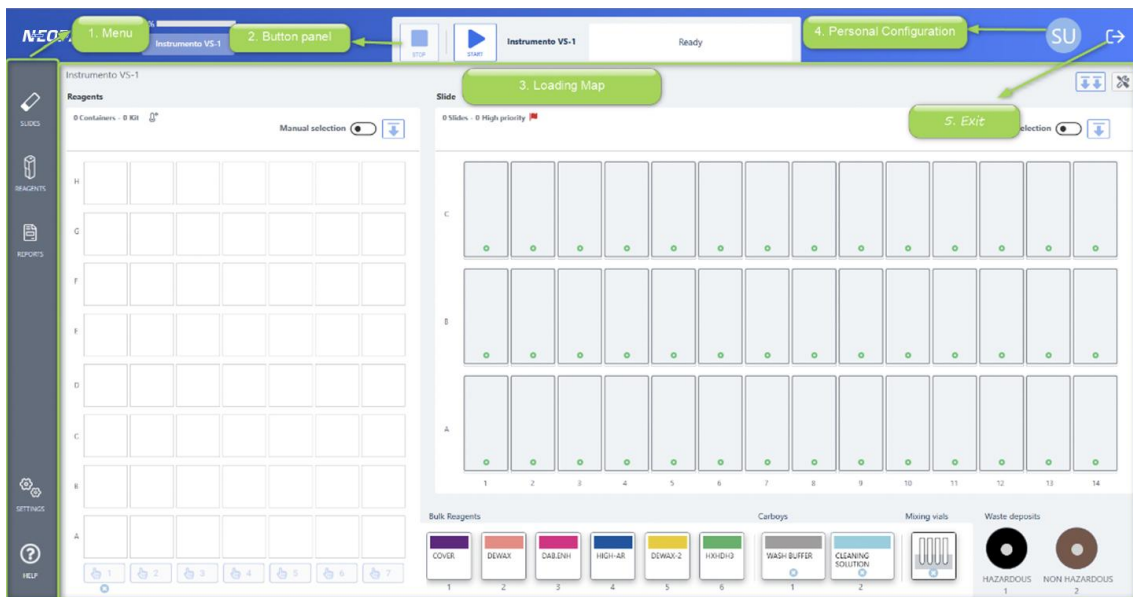 1. Menu
%
Instrumento VS-1
2. Button panel
STOP
START
Instrumento VS-1
Ready
4. Personal Configuration
SU
Instrumento VS-1
3. Loading Map
5. Exit
Reagents
0 Containers - 0 Kit
Manual selection
Slide
0 Slides - 0 High priority
SLIDES
REAGENTS
REPORTS
SETTINGS
HELP
H
G
F
E
D
C
B
A
1 2 3 4 5 6 7
C
B
A
1 2 3 4 5 6 7 8 9 10 11 12 13 14
Bulk Reagents
Carboys
Mixing vials
Waste deposits
COVER
DEWAX
DAB.ENH
HIGH-AR
DEWAX-2
HXHDH3
WASH BUFFER
CLEANING
SOLUTION
HAZARDOUS
NON HAZARDOUS
1 2 3 4 5 6
1 2
1 2